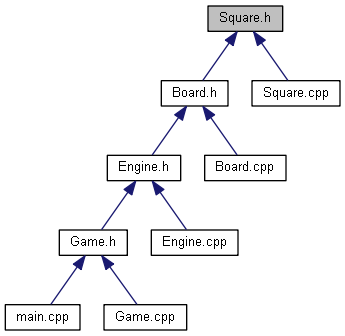 Square.h
Board.h
Square.cpp
Engine.h
Board.cpp
Game.h
Engine.cpp
main.cpp
Game.cpp